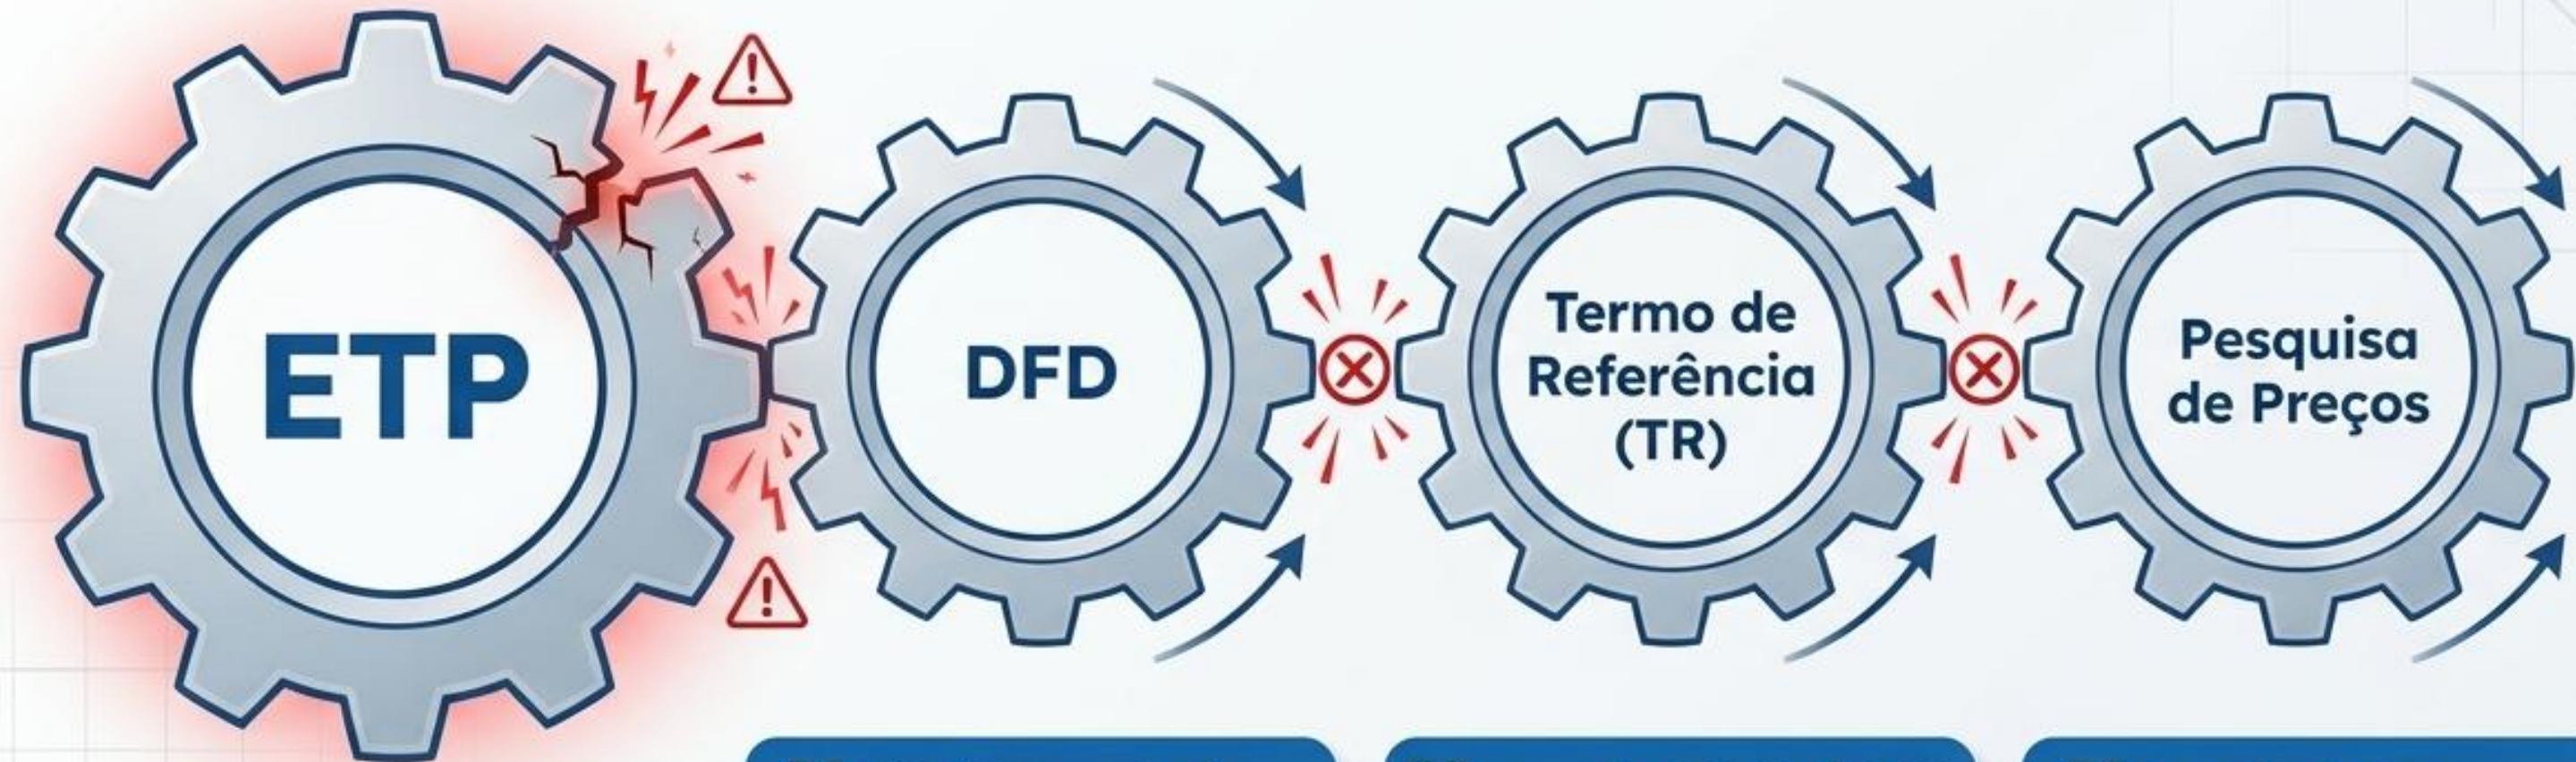 ETP
DFD
Termo de
Referência
(TR)
Pesquisa
de Preços